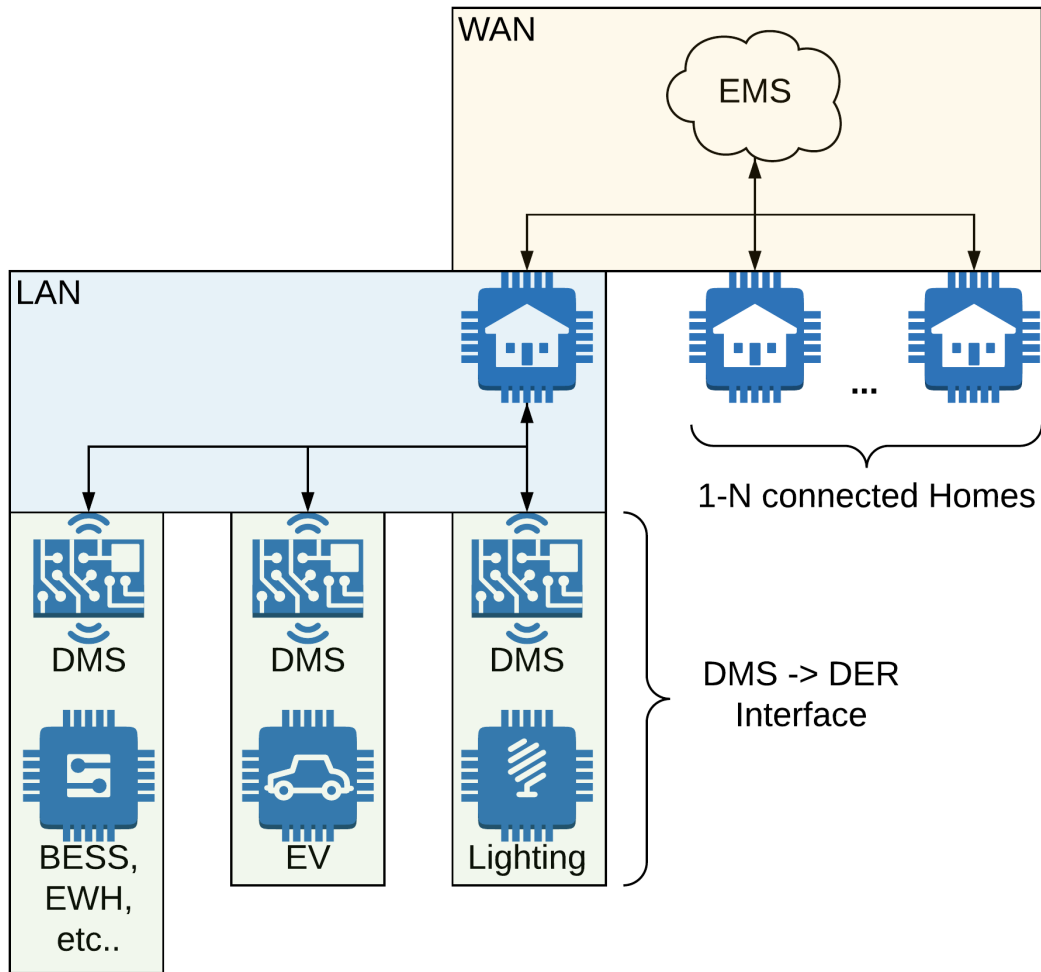 WAN
EMS
LAN
...
1-N connected Homes
DMS
DMS
DMS
DMS -> DER
Interface
BESS,
EWH,
etc..
EV
Lighting